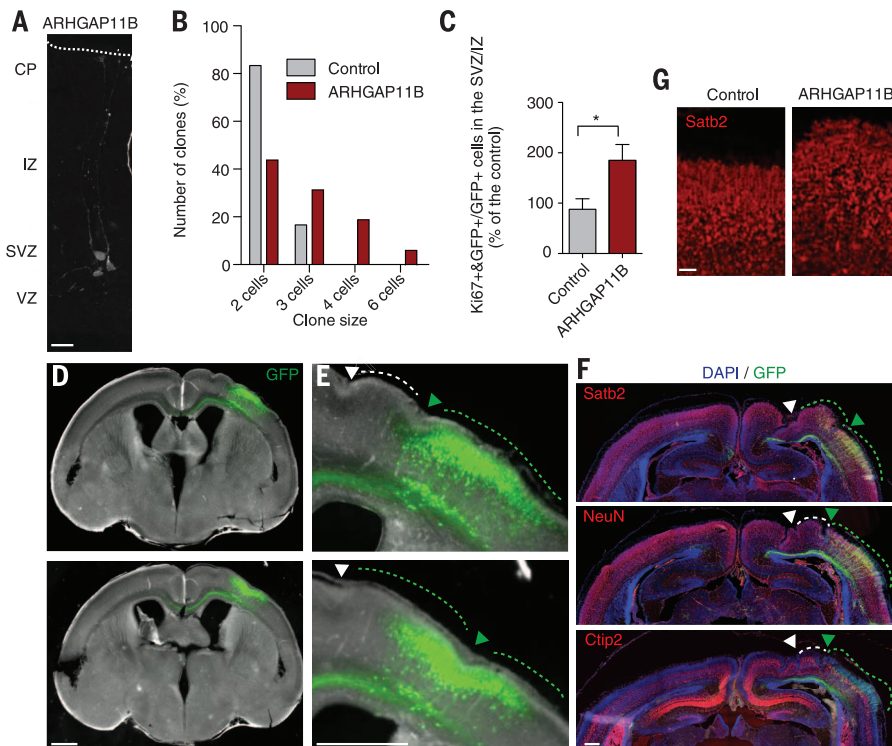 A
ARHGAP11B
CP
IZ
SVZ
VZ
B
Number of clones (%)
100
80
60
40
20
0
Control
ARHGAP11B
2 cells
3 cells
4 cells
6 cells
Clone size
C
Ki67+&GFP+/GFP+ cells in the SVZ/IZ
(% of the control)
300
200
100
0
*
Control
ARHGAP11B
G
Control
ARHGAP11B
Satb2
D
GFP
E
F
DAPI / GFP
Satb2
NeuN
Ctip2